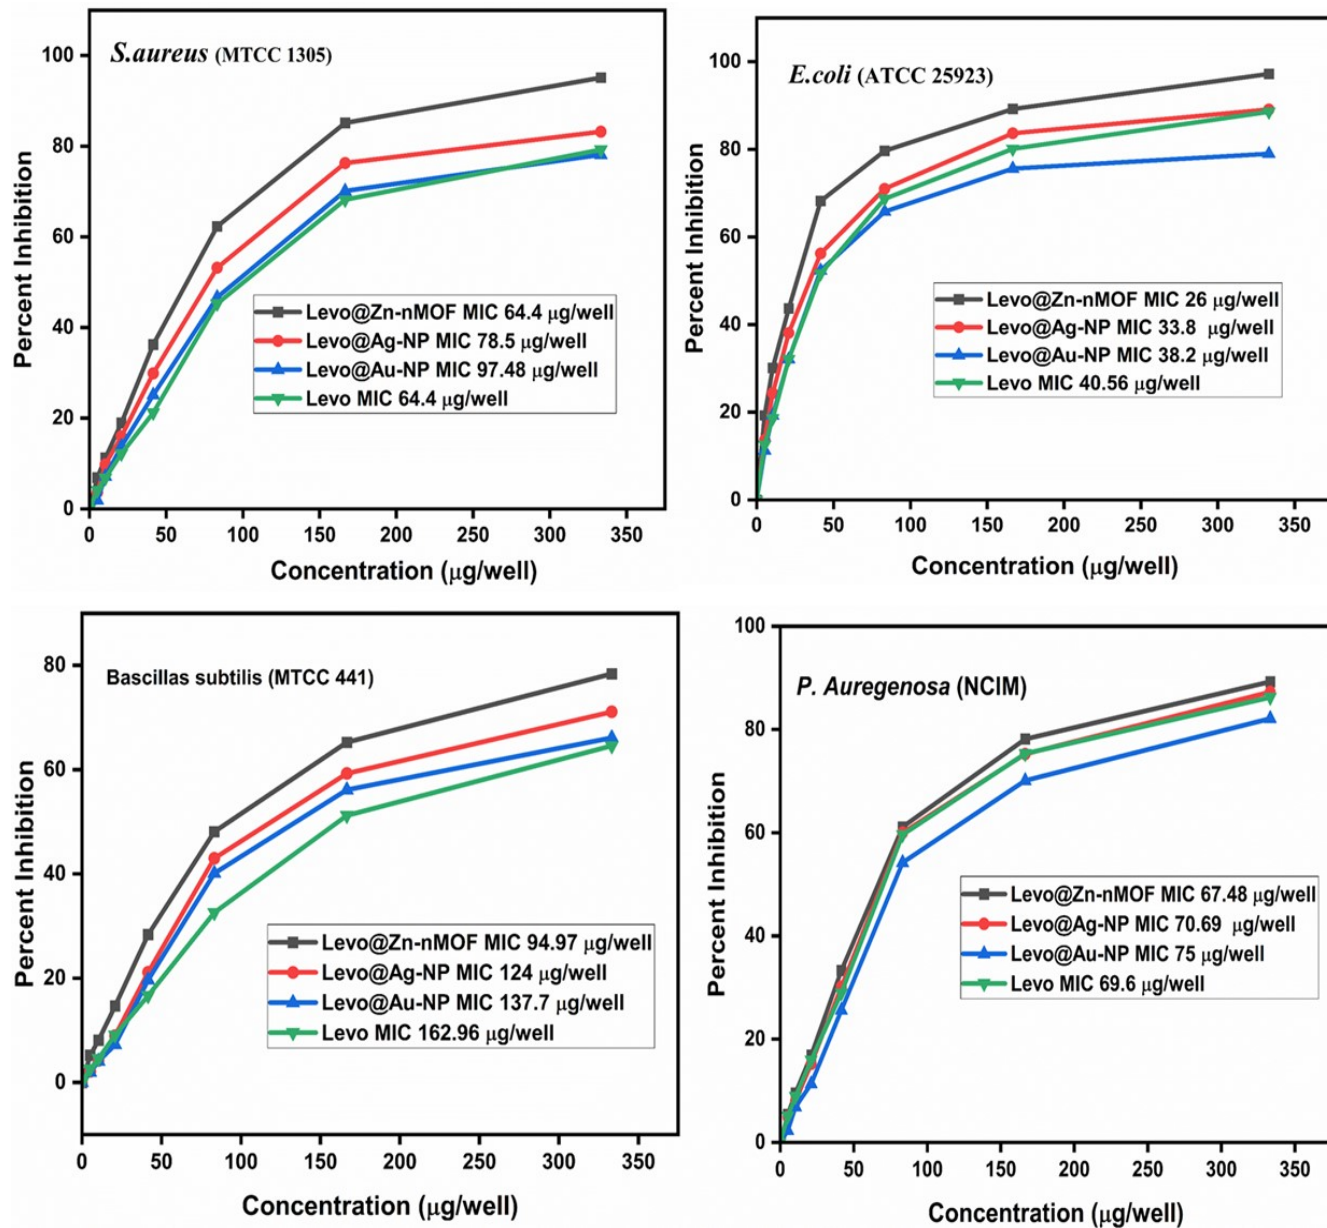 S.aureus (MTCC 1305)
100
80
60
40
20
0
Percent Inhibition
Levo@Zn-nMOF MIC 64.4 μg/well
Levo@Ag-NP MIC 78.5 μg/well
Levo@Au-NP MIC 97.48 μg/well
Levo MIC 64.4 μg/well
0 50 100 150 200 250 300 350
Concentration (μg/well)
E.coli (ATCC 25923)
100
80
60
40
20
0
Percent Inhibition
Levo@Zn-nMOF MIC 26 μg/well
Levo@Ag-NP MIC 33.8 μg/well
Levo@Au-NP MIC 38.2 μg/well
Levo MIC 40.56 μg/well
0 50 100 150 200 250 300 350
Concentration (μg/well)
Bascillas subtilis (MTCC 441)
80
60
40
20
0
Percent Inhibition
Levo@Zn-nMOF MIC 94.97 μg/well
Levo@Ag-NP MIC 124 μg/well
Levo@Au-NP MIC 137.7 μg/well
Levo MIC 162.96 μg/well
0 50 100 150 200 250 300 350
Concentration (μg/well)
P. Auregenosa (NCIM)
100
80
60
40
20
0
Percent Inhibition
Levo@Zn-nMOF MIC 67.48 μg/well
Levo@Ag-NP MIC 70.69 μg/well
Levo@Au-NP MIC 75 μg/well
Levo MIC 69.6 μg/well
0 50 100 150 200 250 300 350
Concentration (μg/well)